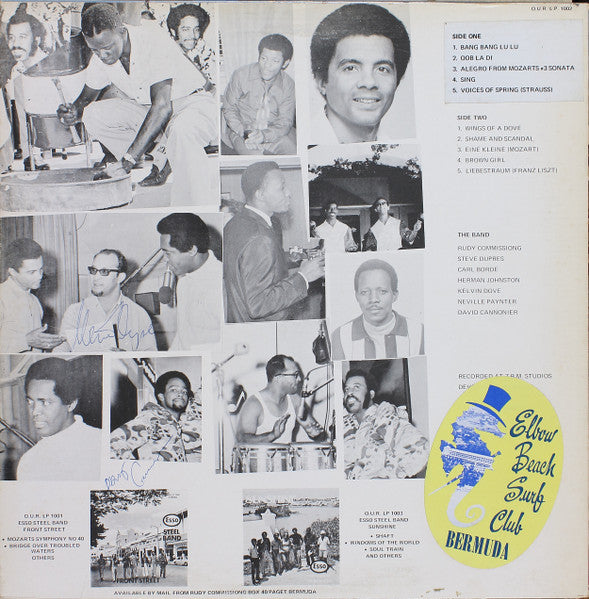 O.U.R. LP 1002
SIDE ONE
1. BANG BANG LU LU
2. OOB LA DI
3. ALEGRO FROM MOZARTS #3 SONATA
4. SING
5. VOICES OF SPRING (STRAUSS)
SIDE TWO
1. WINGS OF A DOVE
2. SHAME AND SCANDAL
3. EINE KLEINE (MOZART)
4. BROWN GIRL
5. LIEBESTRAUM (FRANZ LISZT)
THE BAND
RUDY COMMISSIONG
STEVE DUPRES
CARL BORDE
HERMAN JOHNSTON
KELVIN DOVE
NEVILLE PAYNTER
DAVID CANNONIER
RECORDED AT T.R.M. STUDIOS
Elbow
Beach
Surf
Club
BERMUDA
O.U.R. LP 1001
ESSO STEEL BAND
FRONT STREET
• MOZARTS SYMPHONY NO 40
• BRIDGE OVER TROUBLED
WATERS
OTHERS
Esso
STEEL
BAND
FRONT STREET
O.U.R. LP 1003
ESSO STEEL BAND
SUNSHINE
• SHAFT
• WINDOWS OF THE WORLD
• SOUL TRAIN
AND OTHERS
Esso
AVAILABLE BY MAIL FROM RUDY COMMISSIONG BOX 40 PAGET BERMUDA